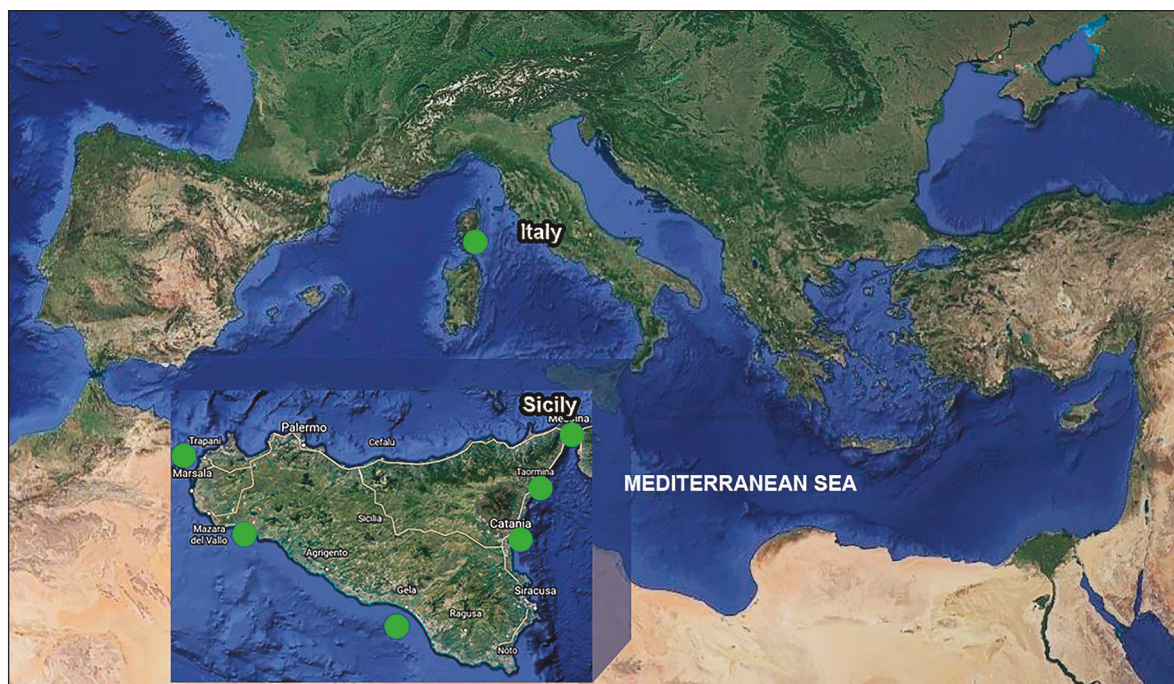 Italy
Sicily
Messina
Palermo
Trapani
Cefalù
Marsala
Taormina
MEDITERRANEAN SEA
Sicilia
Catania
Mazara
del Vallo
Agrigento
Gela
Siracusa
Ragusa
Noto